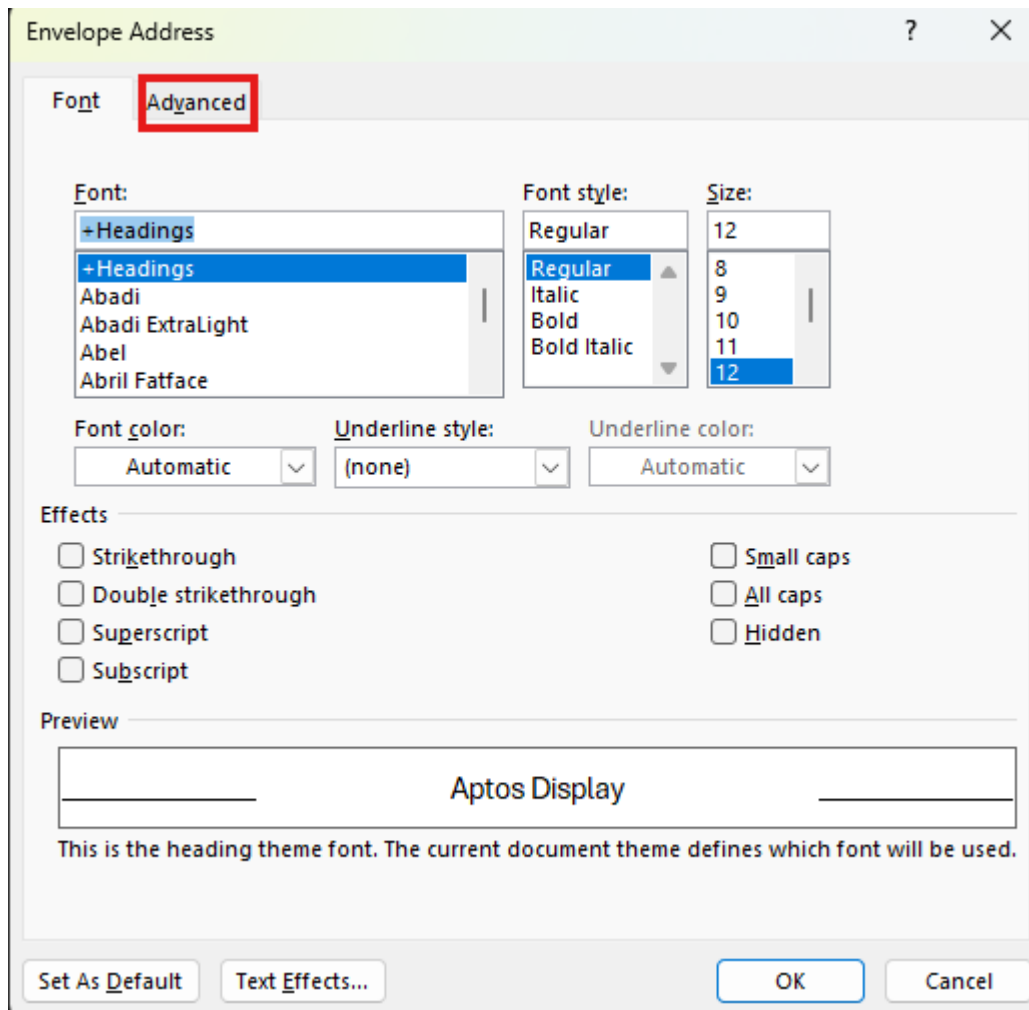 Envelope Address ?
Font Advanced
Font: Font style: Size:
+Headings Regular 12
+Headings Regular 8
Abadi Italic 9
Abadi ExtraLight Bold 10
Abel Bold Italic 11
Abril Fatface 12
Font color: Underline style: Underline color:
Automatic (none) Automatic
Effects
Strikethrough Small caps
Double strikethrough All caps
Superscript Hidden
Subscript
Preview
Aptos Display
This is the heading theme font. The current document theme defines which font will be used.
Set As Default Text Effects... OK Cancel